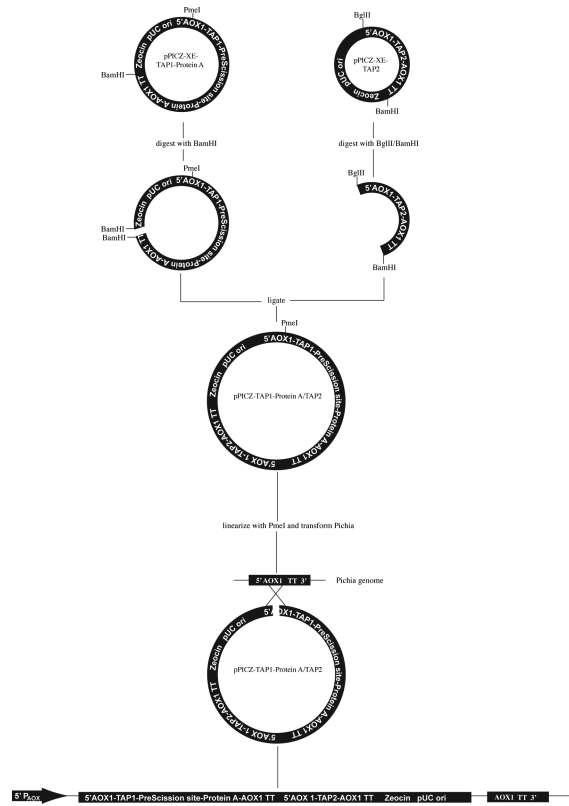 PmeI
Zeocin pUC ori 5'AOX1-TAP1-PreScission site-Protein A-AOX1 TT
pPICZ-XE-
TAP1-Protein A
BamHI
BglII
Zeocin pUC ori 5'AOX1-TAP2-AOX1 TT
pPICZ-XE-
TAP2
BamHI
digest with BamHI
digest with BglII/BamHI
PmeI
Zeocin pUC ori 5'AOX1-TAP1-PreScission site-Protein A-AOX1 TT
BamHI
BamHI
BglII
5'AOX1-TAP2-AOX1 TT
BamHI
ligate
PmeI
Zeocin pUC ori 5'AOX1-TAP1-PreScission site-Protein A-AOX1 TT 5'AOX 1-TAP2-AOX1 TT
pPICZ-TAP1-Protein A/TAP2
linearize with PmeI and transform Pichia
5' AOX1 TT 3'
Pichia genome
Zeocin pUC ori 5'AOX1-TAP1-PreScission site-Protein A-AOX1 TT 5'AOX 1-TAP2-AOX1 TT
pPICZ-TAP1-Protein A/TAP2
5' PAOX 5'AOX1-TAP1-PreScission site-Protein A-AOX1 TT 5'AOX 1-TAP2-AOX1 TT Zeocin pUC ori AOX1 TT 3'